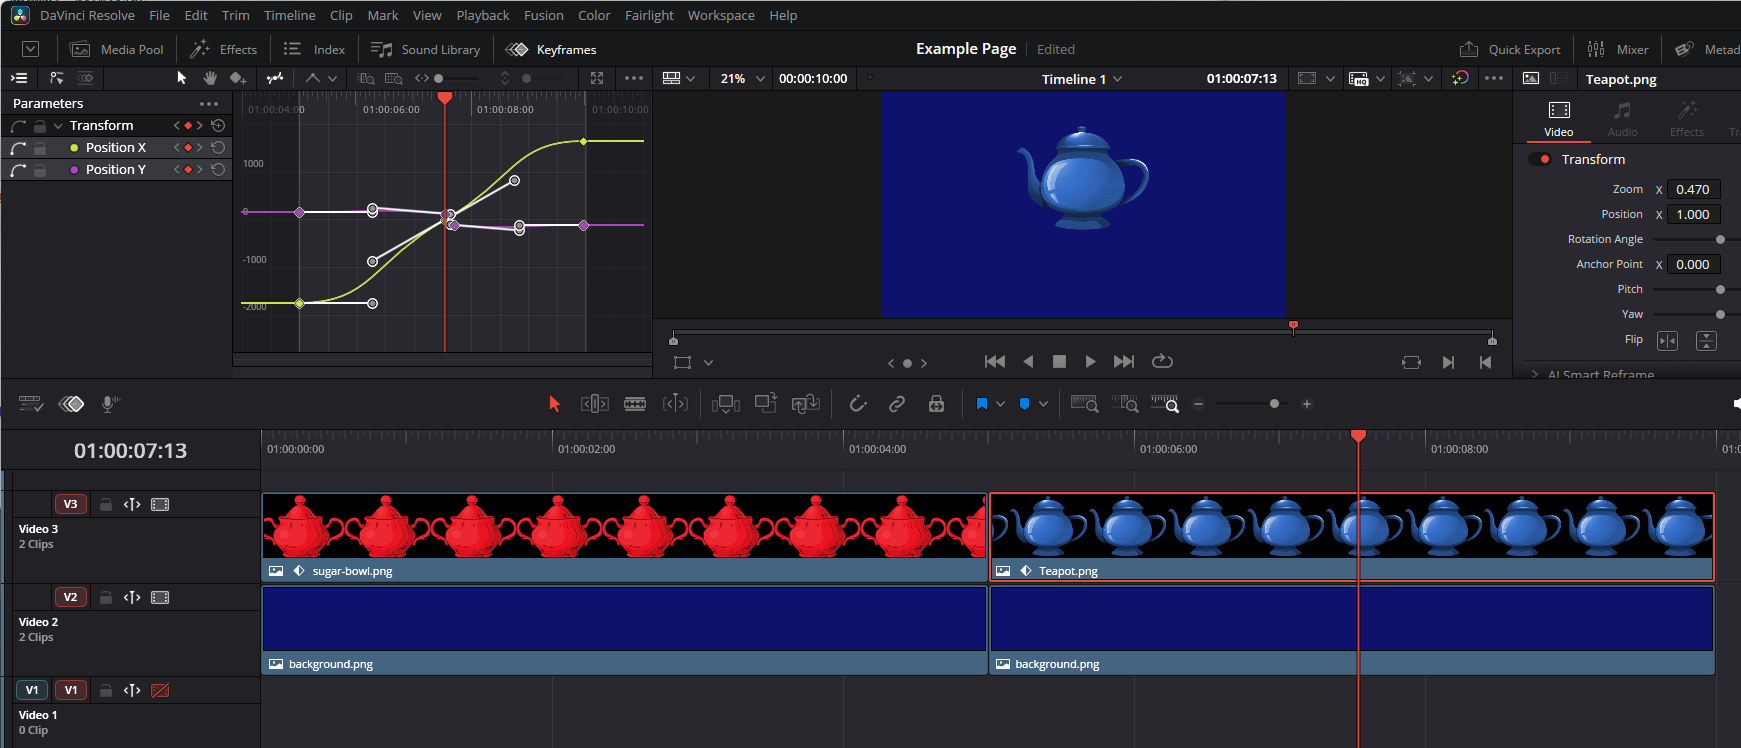 DaVinci Resolve File Edit Trim Timeline Clip Mark View Playback Fusion Color Fairlight Workspace Help
Media Pool Effects Index Sound Library Keyframes Example Page Edited Quick Export Mixer Metad
21% 00:00:10:00 Timeline 1 01:00:07:13 HQ Teapot.png
Parameters
01:00:04:00 01:00:06:00 01:00:08:00 01:00:10:00
Transform
Position X
Position Y
1000
0
-1000
-2000
Video Audio Effects Tr
Transform
Zoom X 0.470
Position X 1.000
Rotation Angle
Anchor Point X 0.000
Pitch
Yaw
Flip
AI Smart Reframe
01:00:07:13
01:00:00:00 01:00:02:00 01:00:04:00 01:00:06:00 01:00:08:00 01:0
V3
Video 3
2 Clips
sugar-bowl.png Teapot.png
V2
Video 2
2 Clips
background.png background.png
V1 V1
Video 1
0 Clip